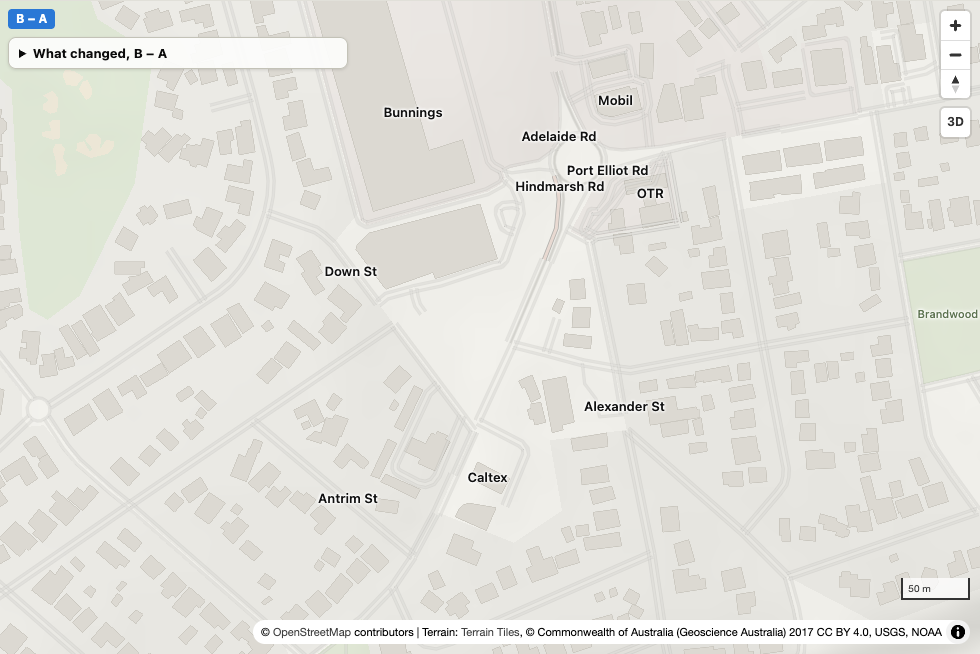 B – A
What changed, B – A
+
−
3D
Mobil
Bunnings
Adelaide Rd
Port Elliot Rd
Hindmarsh Rd
OTR
Down St
Brandwood
Alexander St
Caltex
Antrim St
50 m
© OpenStreetMap contributors | Terrain: Terrain Tiles, © Commonwealth of Australia (Geoscience Australia) 2017 CC BY 4.0, USGS, NOAA